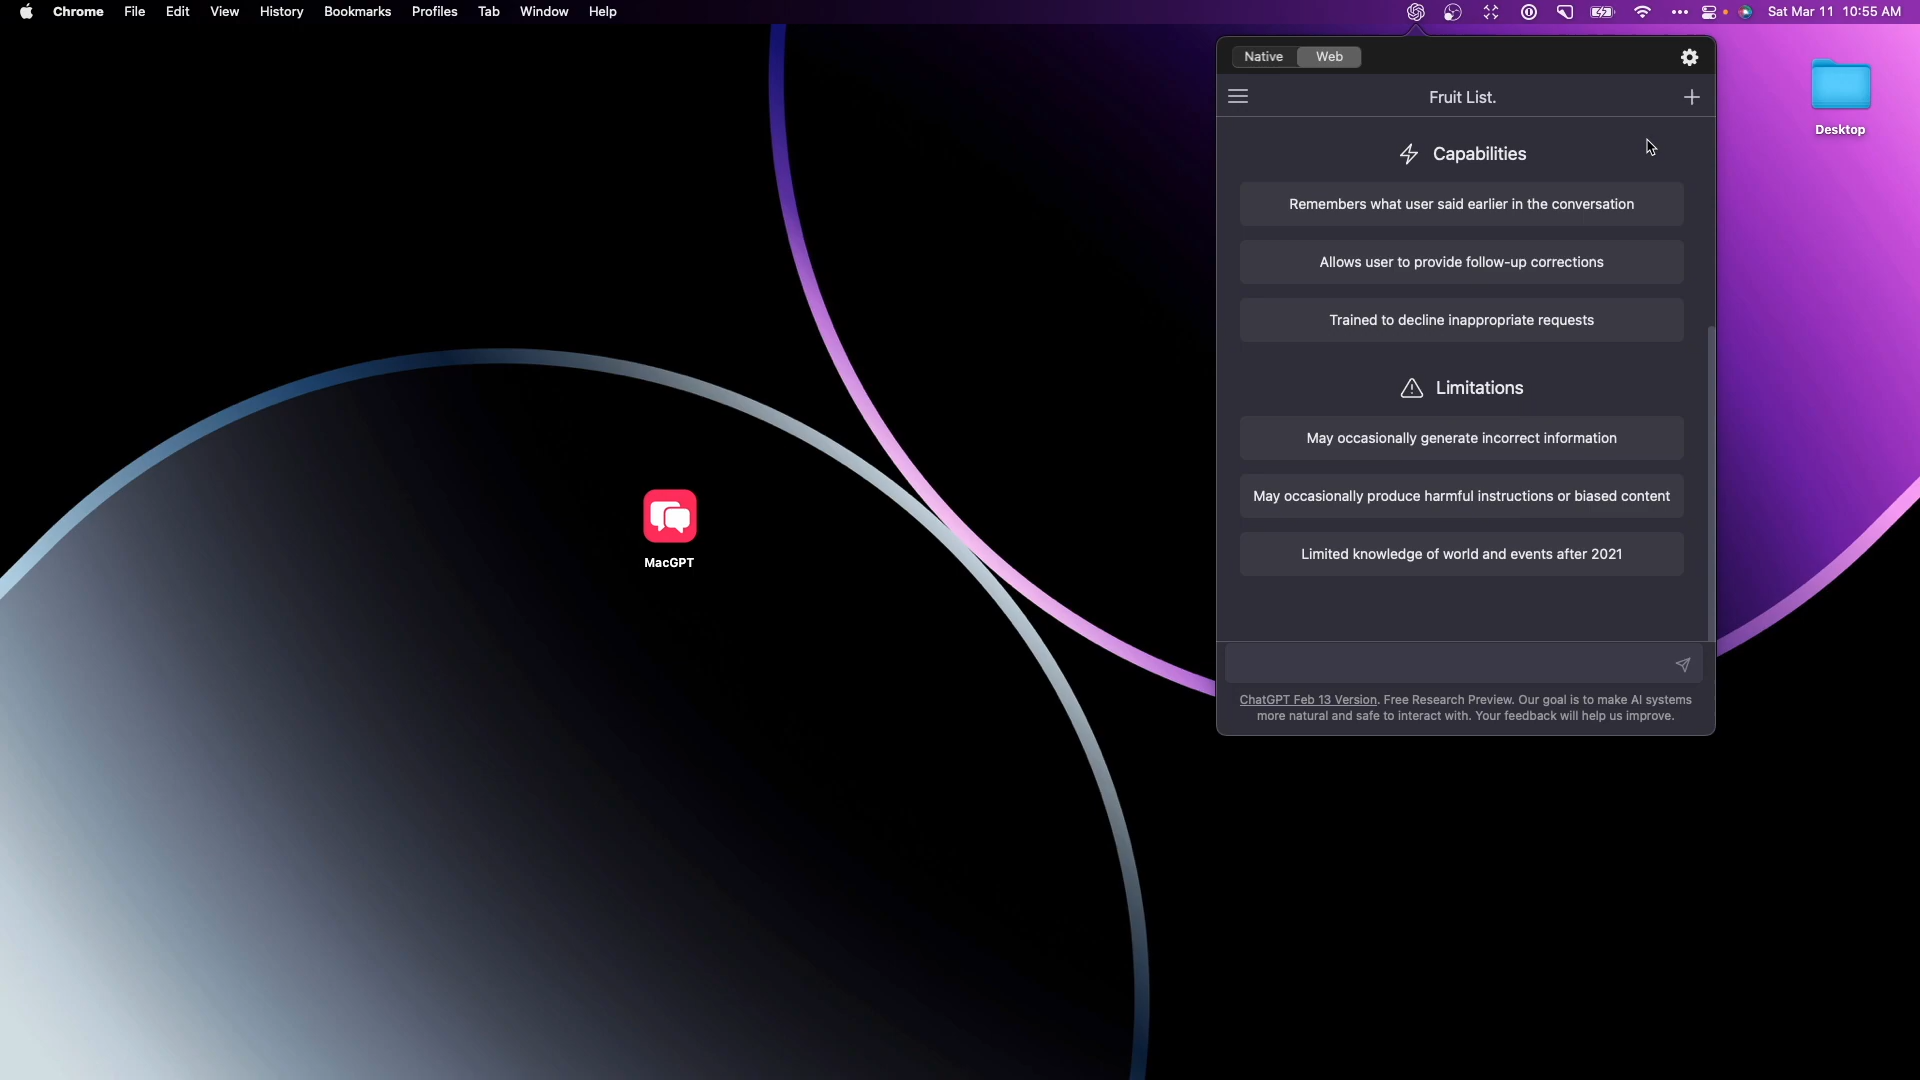 Chrome File Edit View History Bookmarks Profiles Tab Window Help
Sat Mar 11 10:55 AM
Native Web
Fruit List.
Desktop
Capabilities
Remembers what user said earlier in the conversation
Allows user to provide follow-up corrections
Trained to decline inappropriate requests
Limitations
May occasionally generate incorrect information
May occasionally produce harmful instructions or biased content
Limited knowledge of world and events after 2021
MacGPT
ChatGPT Feb 13 Version. Free Research Preview. Our goal is to make AI systems
more natural and safe to interact with. Your feedback will help us improve.